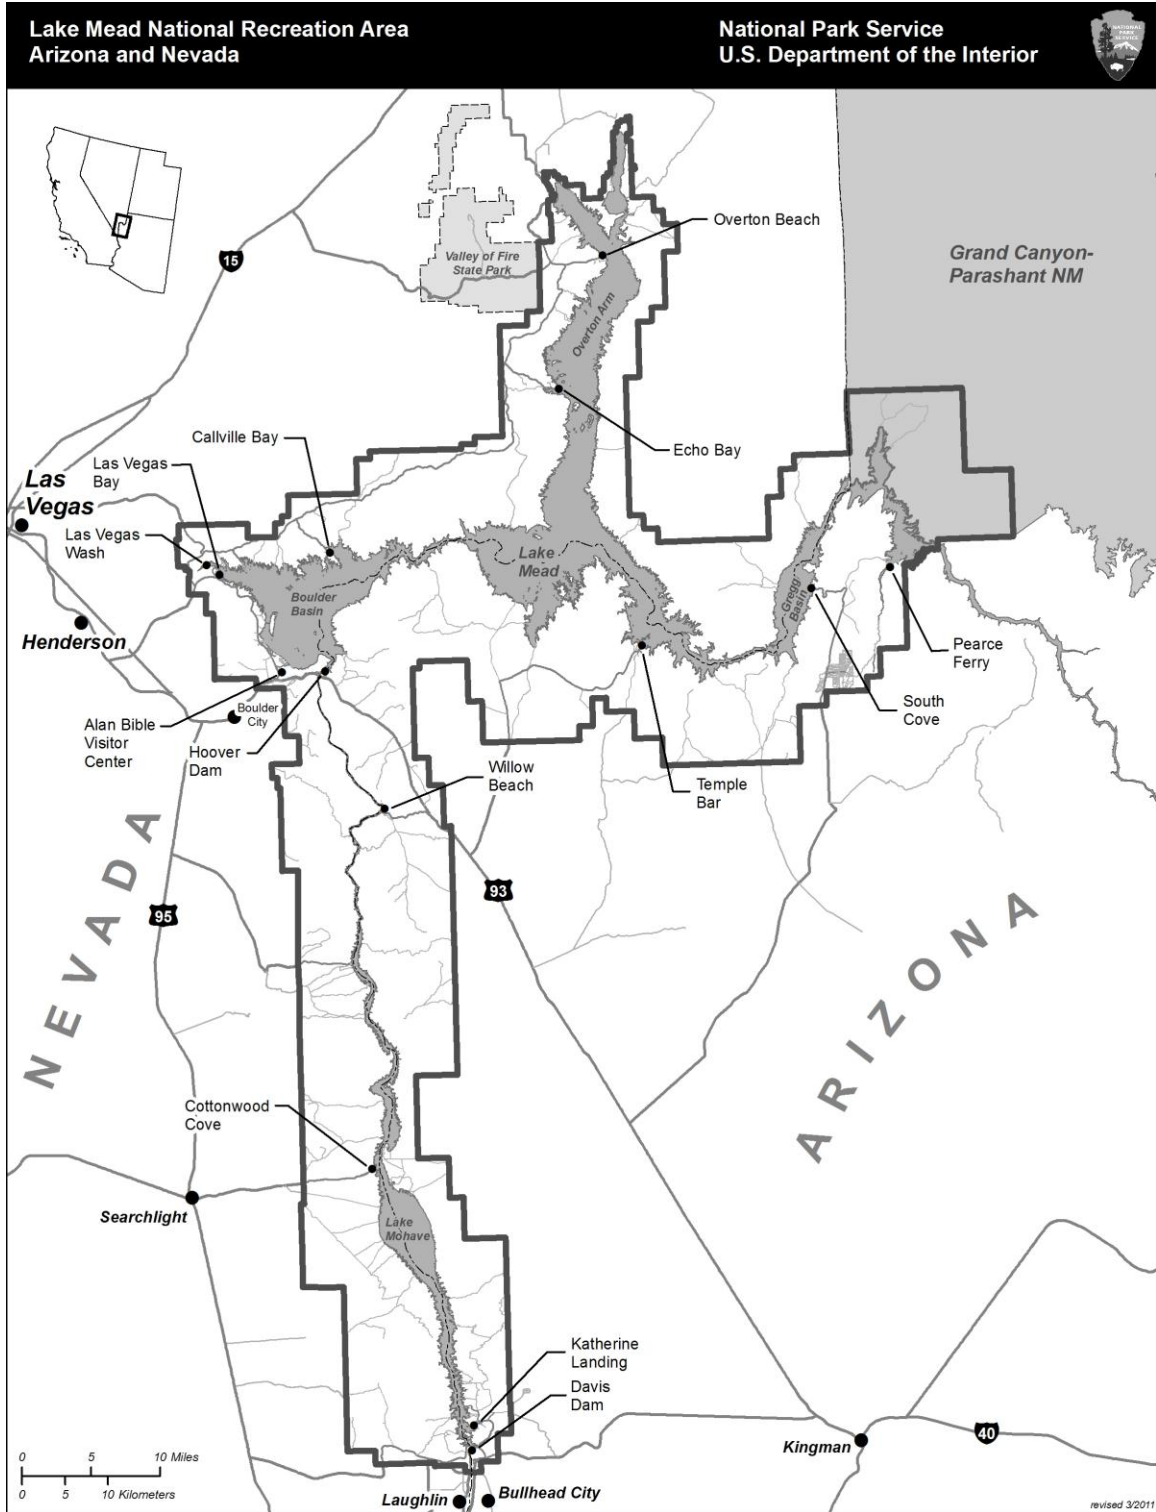 Lake Mead National Recreation Area
Arizona and Nevada
National Park Service
U.S. Department of the Interior
NATIONAL
PARK
SERVICE
Overton Beach
15
Valley of Fire
State Park
Grand Canyon-
Parashant NM
Overton Arm
Callville Bay
Echo Bay
Las Vegas
Bay
Las
Vegas
Las Vegas
Wash
Lake
Mead
Boulder
Basin
Gregg
Basin
Henderson
Pearce
Ferry
South
Cove
Boulder
City
Alan Bible
Visitor
Center
Hoover
Dam
Willow
Beach
Temple
Bar
NEVADA
95
93
ARIZONA
Cottonwood
Cove
Searchlight
Lake
Mohave
Katherine
Landing
Davis
Dam
Kingman
40
0 5 10 Miles
0 5 10 Kilometers
Laughlin
Bullhead City
revised 3/2011